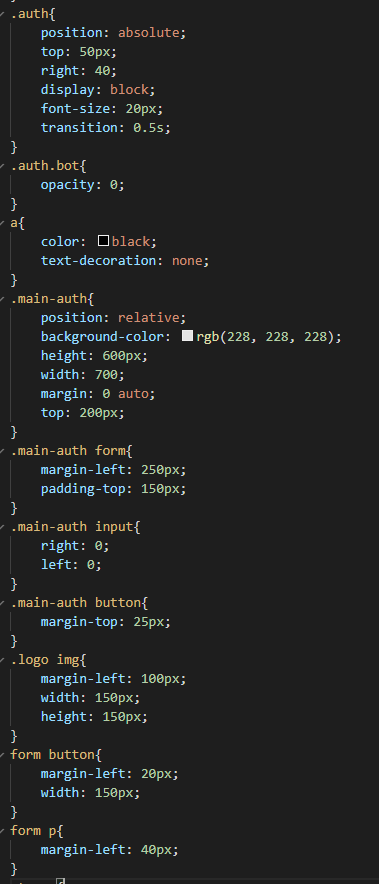 .auth{
position: absolute;
top: 50px;
right: 40;
display: block;
font-size: 20px;
transition: 0.5s;
}
.auth.bot{
opacity: 0;
}
a{
color: black;
text-decoration: none;
}
.main-auth{
position: relative;
background-color: rgb(228, 228, 228);
height: 600px;
width: 700;
margin: 0 auto;
top: 200px;
}
.main-auth form{
margin-left: 250px;
padding-top: 150px;
}
.main-auth input{
right: 0;
left: 0;
}
.main-auth button{
margin-top: 25px;
}
.logo img{
margin-left: 100px;
width: 150px;
height: 150px;
}
form button{
margin-left: 20px;
width: 150px;
}
form p{
margin-left: 40px;
}